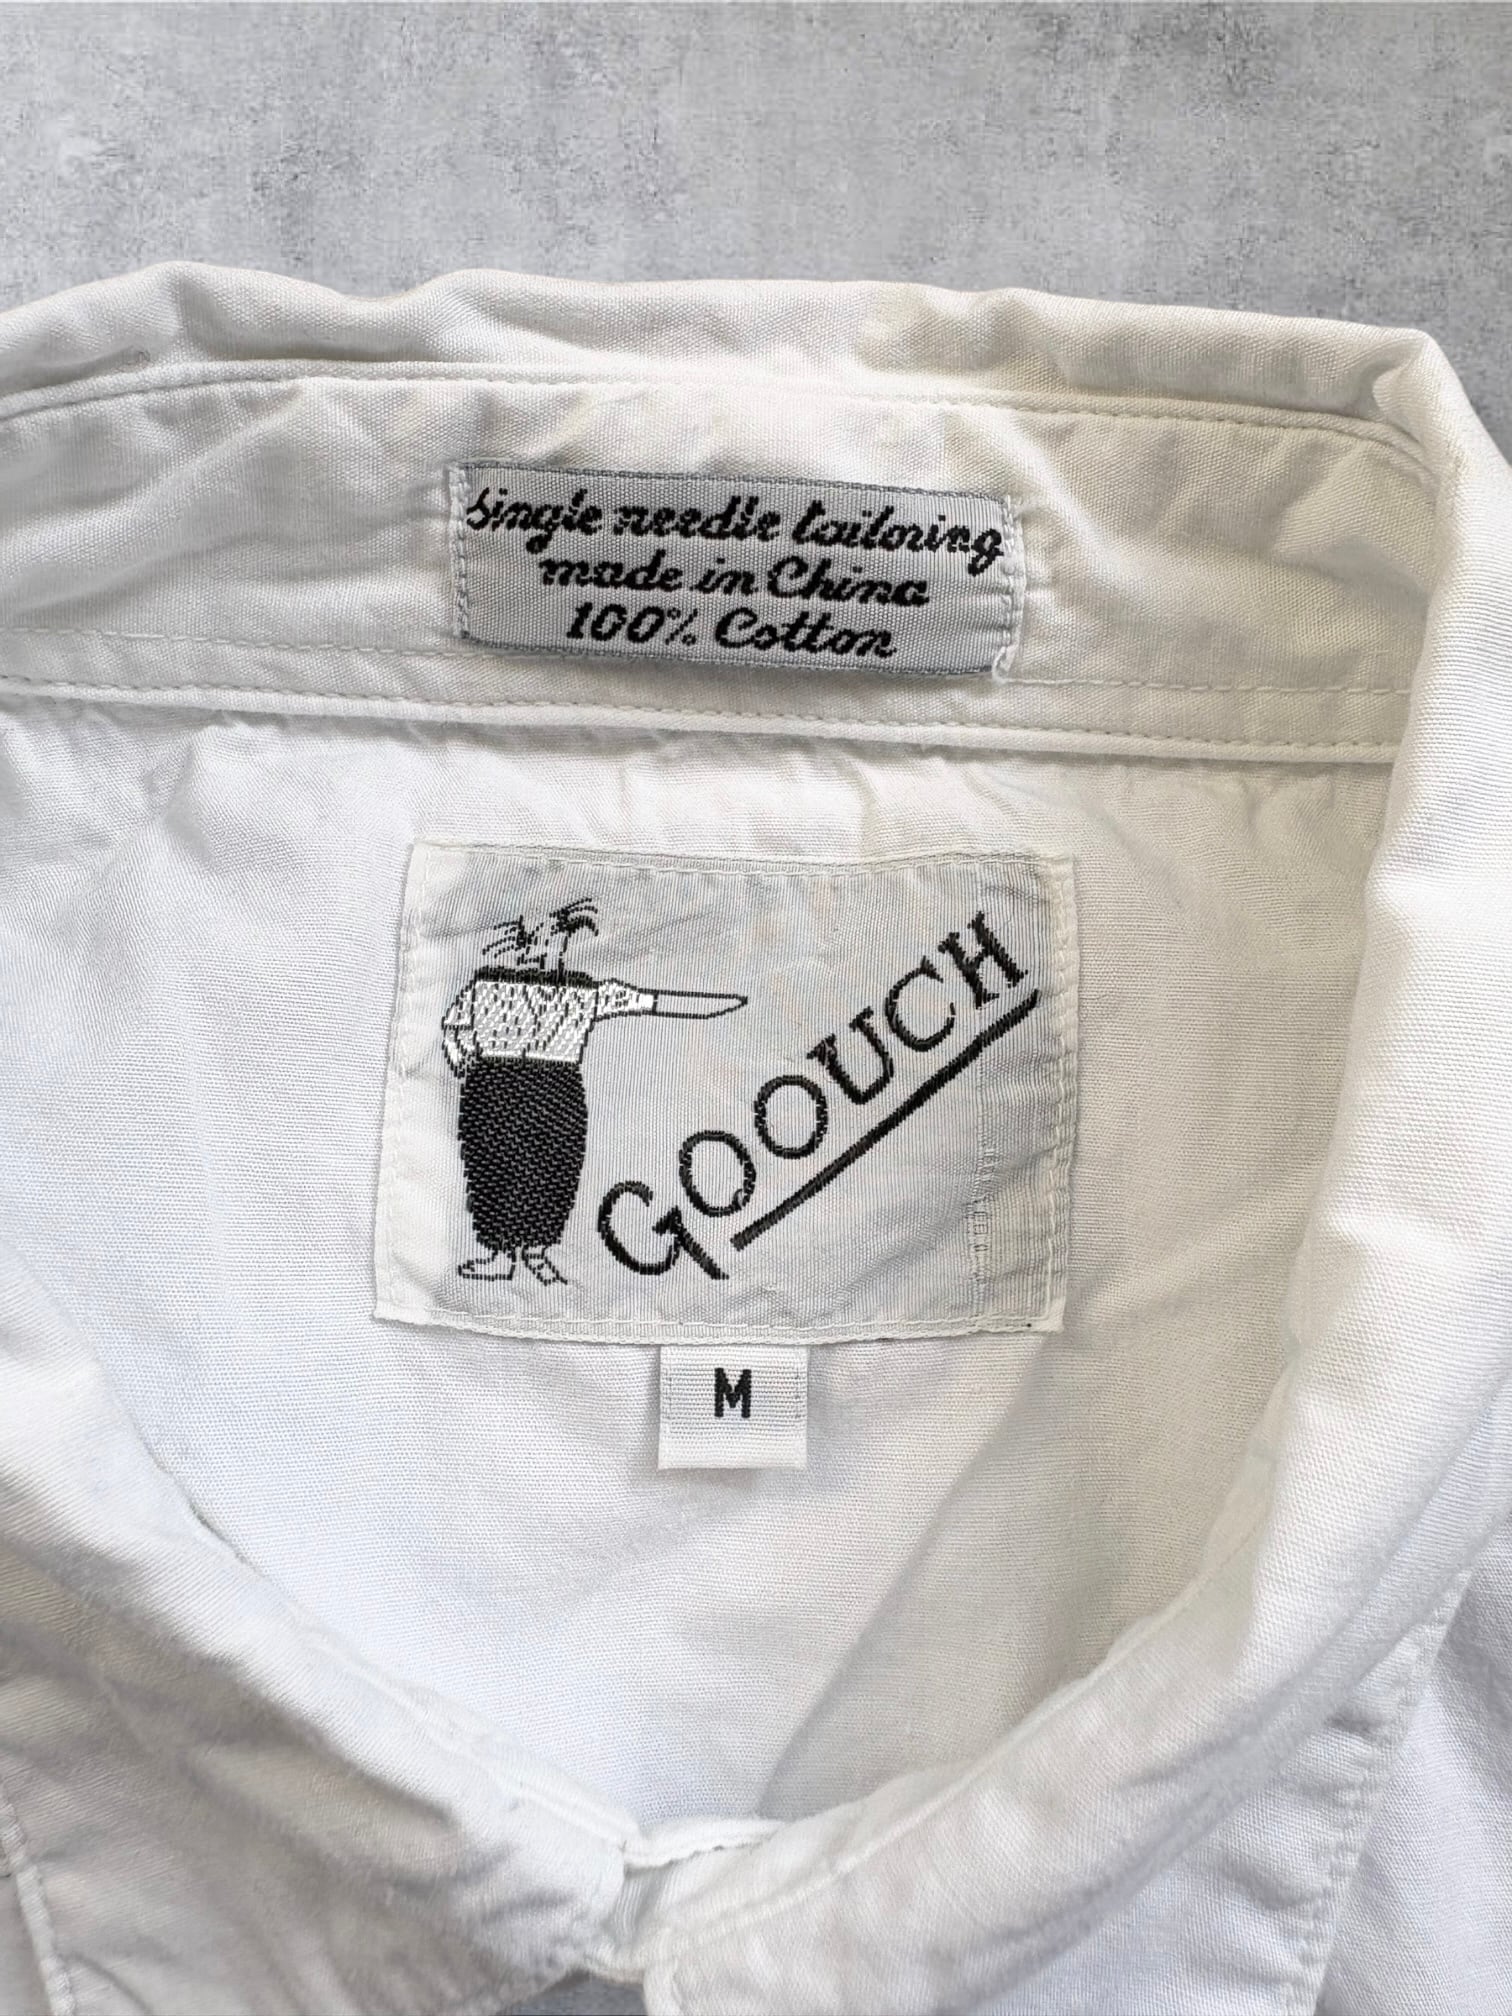 single needle tailoring
made in China
100% Cotton
GOOUCH
M